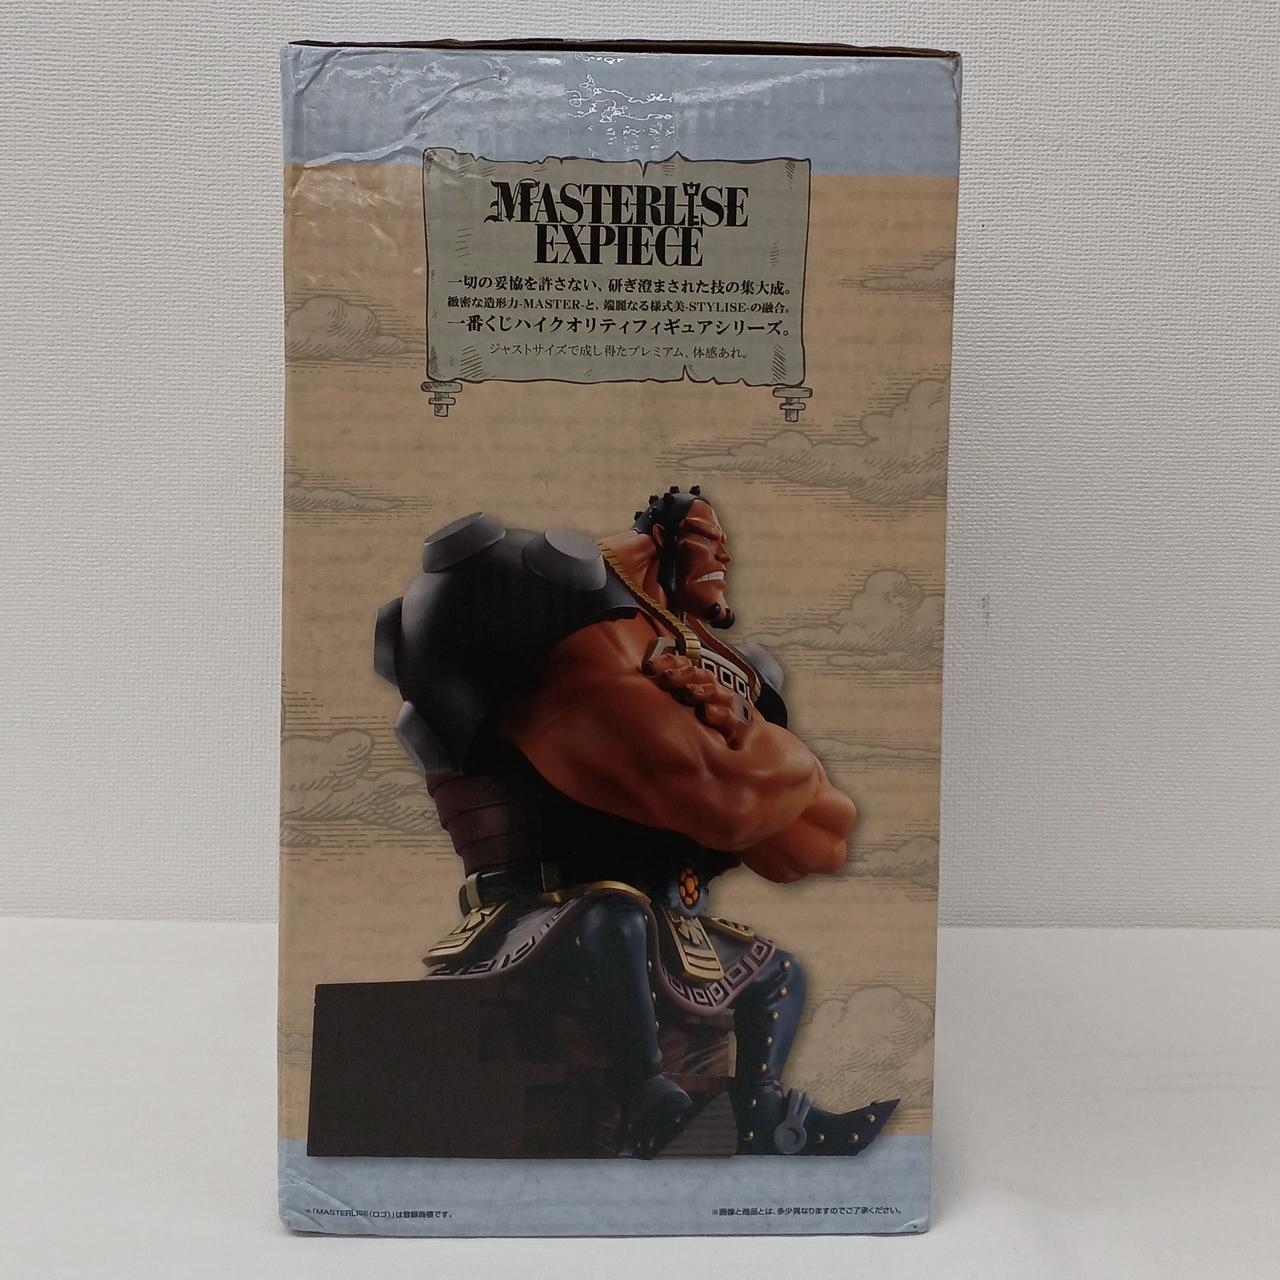 MASTERLISE
EXPIECE
一切の妥協を許さない、研ぎ澄まされた技の集大成。
緻密な造形力-MASTER-と、端麗なる様式美-STYLISE-の融合。
一番くじハイクオリティフィギュアシリーズ。
ジャストサイズで成し得たプレミアム、体感あれ。
※「MASTERLISE(ロゴ)」は登録商標です。
※画像と商品とは、多少異なりますのでご了承ください。